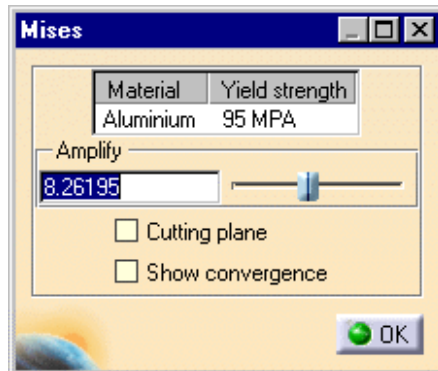 Mises
Material Yield strength
Aluminium 95 MPA
Amplify
8.26195
Cutting plane
Show convergence
OK